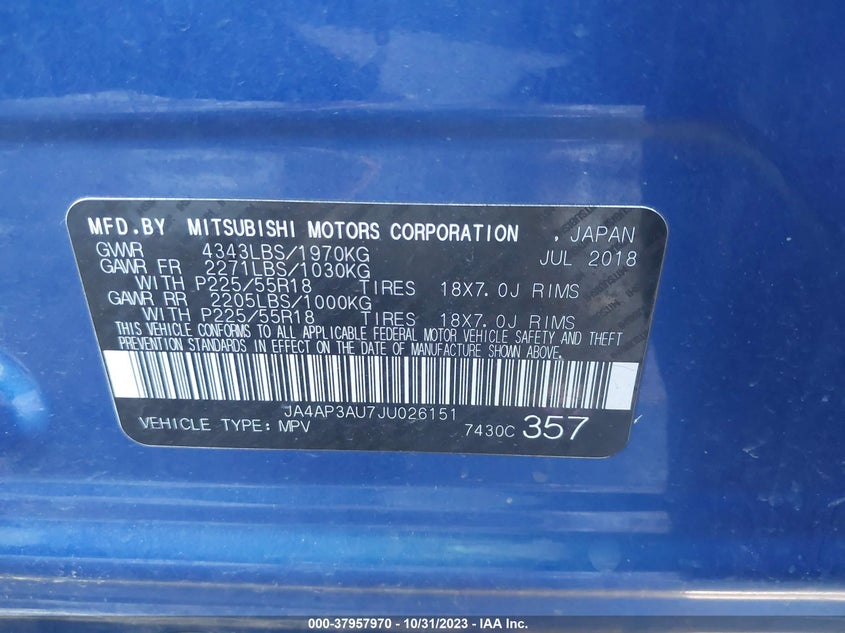 MFD.BY MITSUBISHI MOTORS CORPORATION , JAPAN
GVWR 4343LBS/1970KG JUL 2018
GAWR FR 2271LBS/1030KG
WITH P225/55R18 TIRES 18X7.0J RIMS
GAWR RR 2205LBS/1000KG
WITH P225/55R18 TIRES 18X7.0J RIMS
THIS VEHICLE CONFORMS TO ALL APPLICABLE FEDERAL MOTOR VEHICLE SAFETY AND THEFT
PREVENTION STANDARDS IN EFFECT ON THE DATE OF MANUFACTURE SHOWN ABOVE.
JA4AP3AU7JU026151
VEHICLE TYPE: MPV 7430C 357
000-37957970 - 10/31/2023 - IAA Inc.